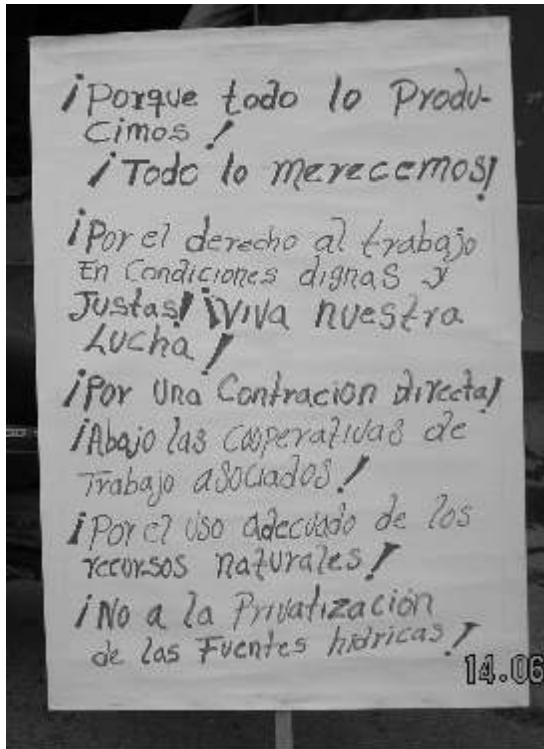 ¡Porque todo lo Produ-
Cimos!
¡Todo lo merecemos!
¡Por el derecho al trabajo
En Condiciones dignas y
Justas! ¡Viva nuestra
Lucha!
¡Por Una Contracion directa!
¡Abajo las Cooperativas de
Trabajo asociados!
¡Por el uso adecuado de los
recursos naturales!
¡No a la Privatización
de las Fuentes hidricas!
14.06